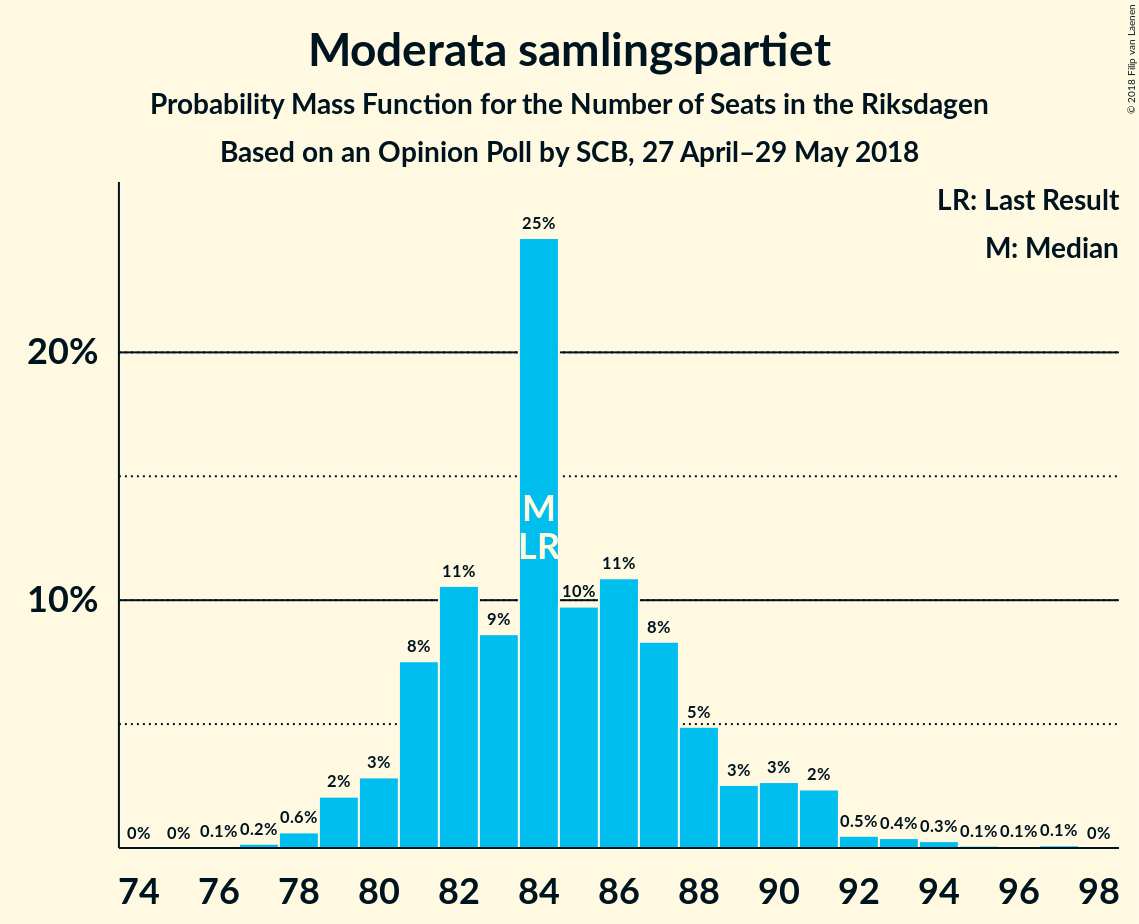 Moderata samlingspartiet
Probability Mass Function for the Number of Seats in the Riksdagen
Based on an Opinion Poll by SCB, 27 April–29 May 2018
© 2018 Filip van Laenen
LR: Last Result
M: Median
20%
10%
0% 0% 0.1% 0.2% 0.6% 2% 3% 8% 11% 9% 25% 10% 11% 8% 5% 3% 3% 2% 0.5% 0.4% 0.3% 0.1% 0.1% 0.1% 0%
M
LR
74 76 78 80 82 84 86 88 90 92 94 96 98